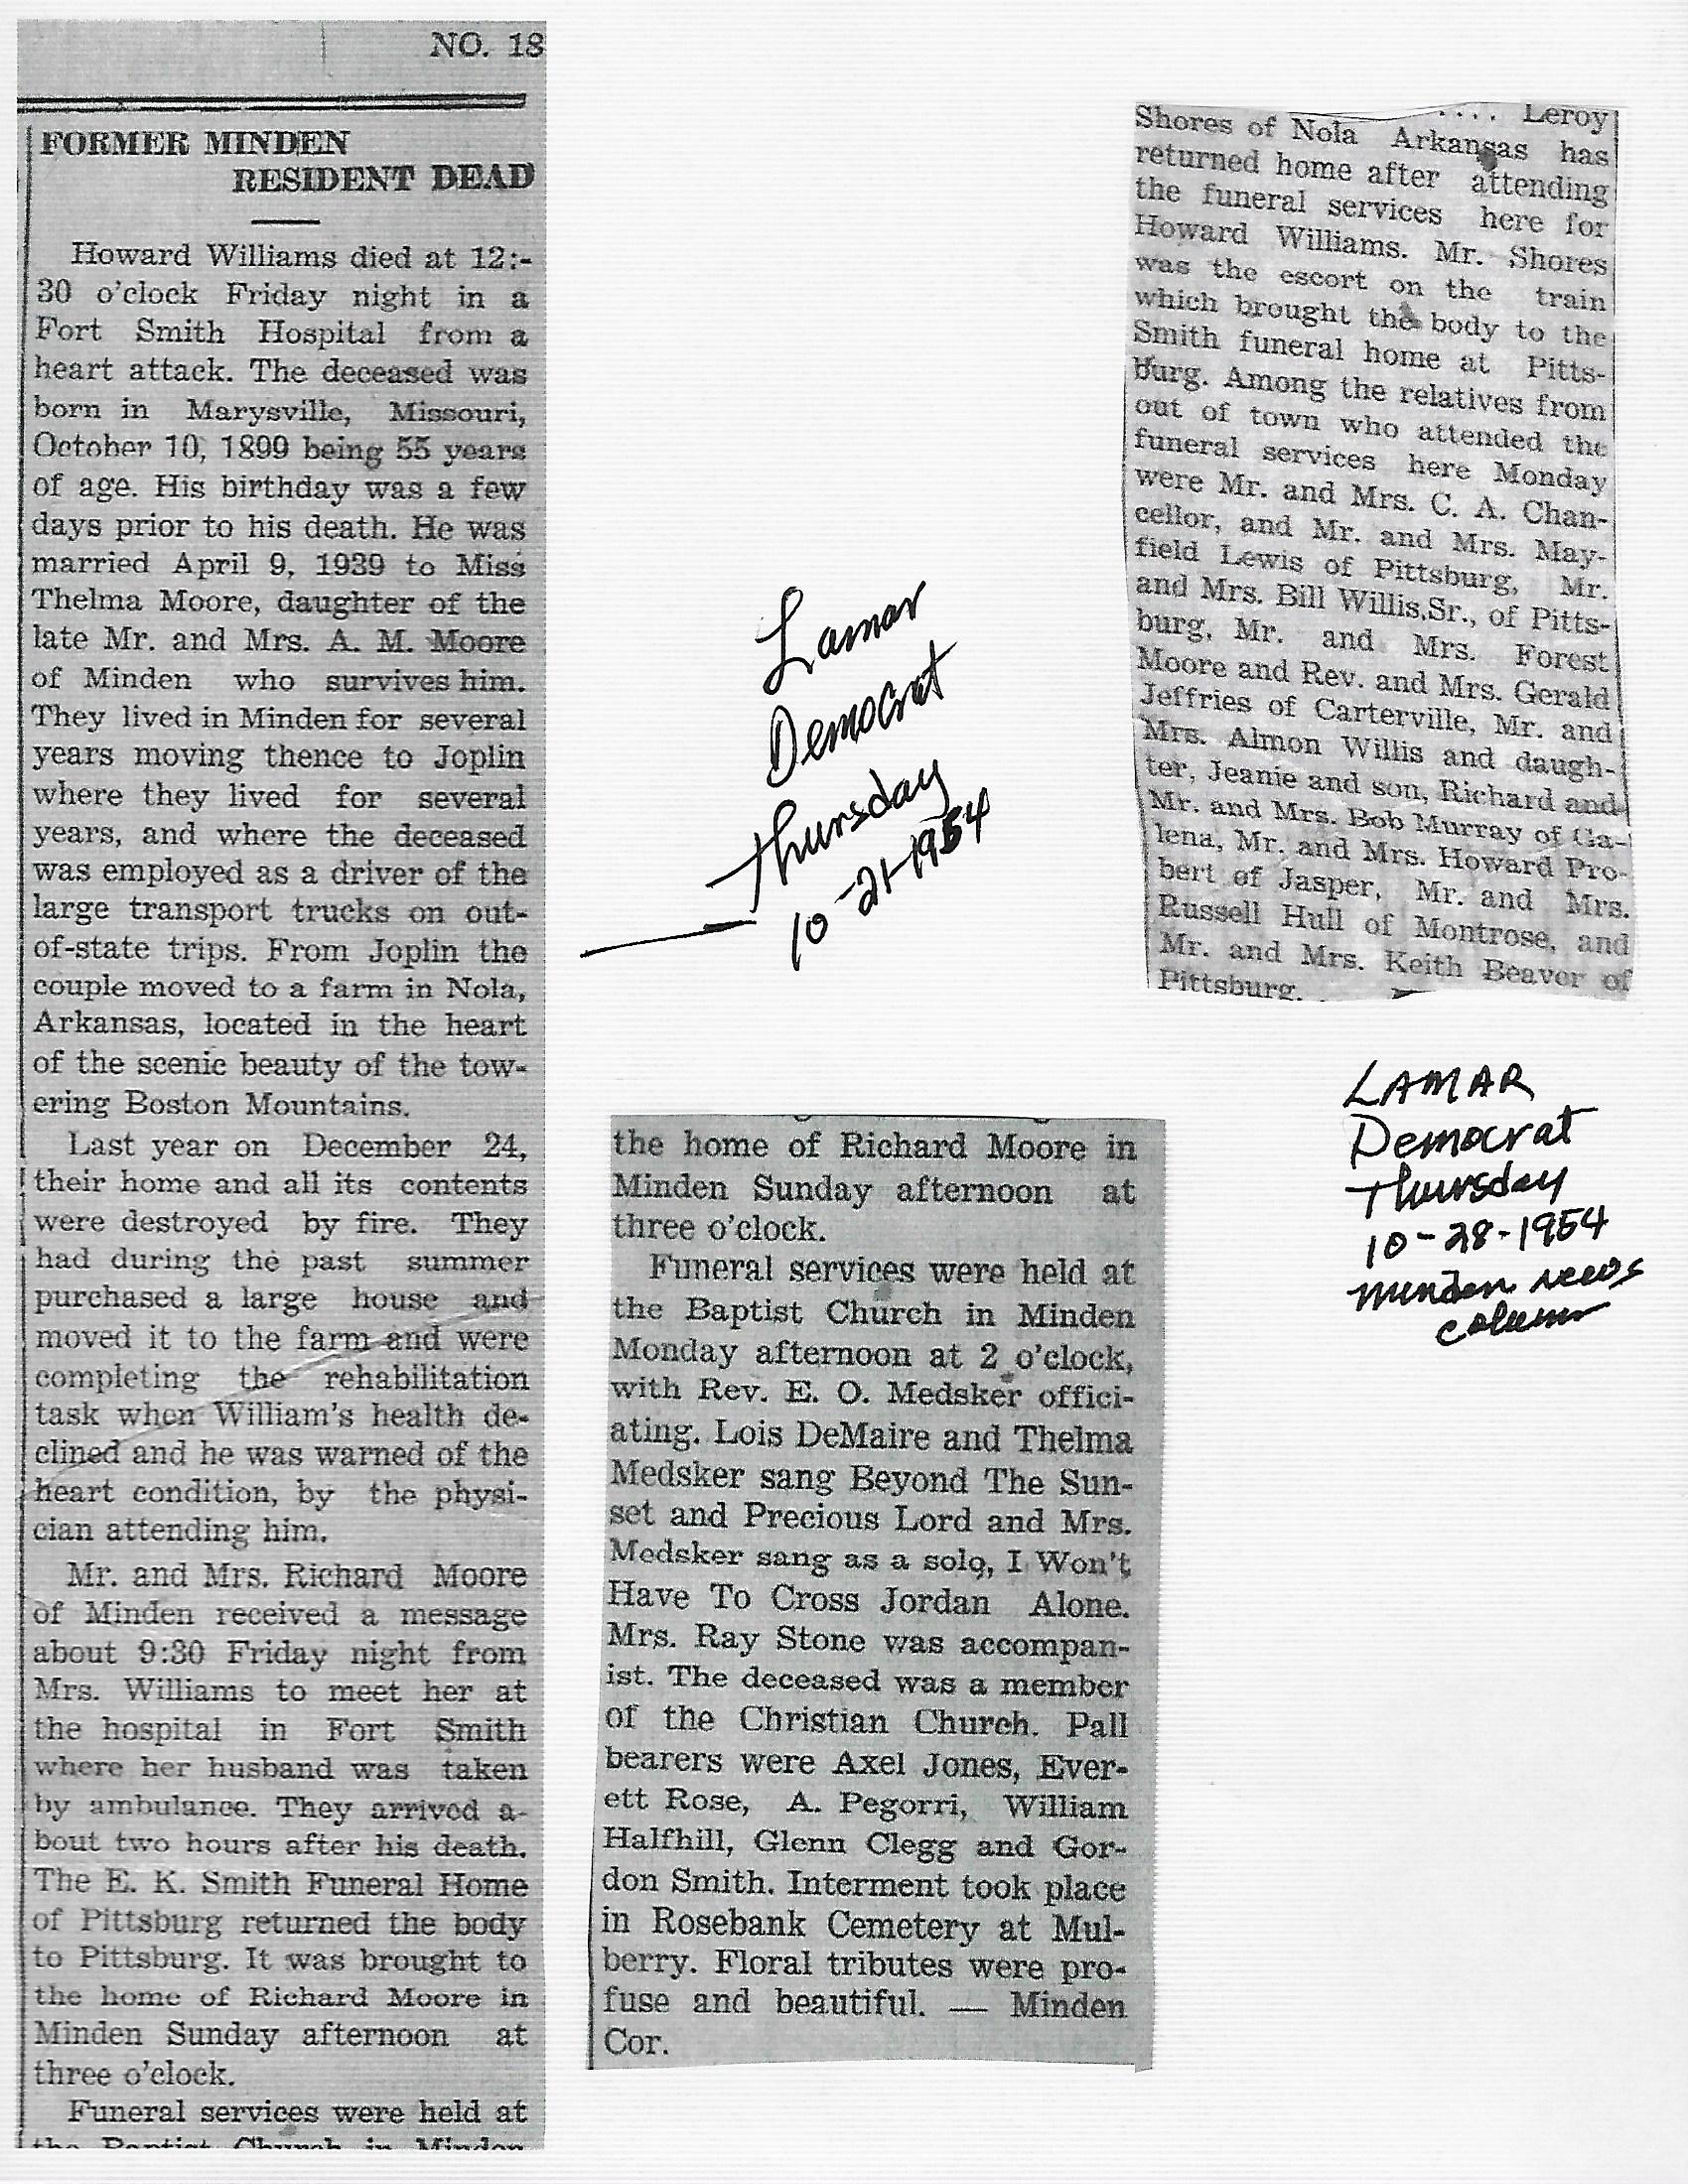 NO. 18
FORMER MINDEN
RESIDENT DEAD
Howard Williams died at 12:-
30 o'clock Friday night in a
Fort Smith Hospital from a
heart attack. The deceased was
born in Marysville, Missouri,
October 10, 1899 being 55 years
of age. His birthday was a few
days prior to his death. He was
married April 9, 1939 to Miss
Thelma Moore, daughter of the
late Mr. and Mrs. A. M. Moore
of Minden who survives him.
They lived in Minden for several
years moving thence to Joplin
where they lived for several
years, and where the deceased
was employed as a driver of the
large transport trucks on out-
of-state trips. From Joplin the
couple moved to a farm in Nola,
Arkansas, located in the heart
of the scenic beauty of the tow-
ering Boston Mountains.
Last year on December 24,
their home and all its contents
were destroyed by fire. They
had during the past summer
purchased a large house and
moved it to the farm and were
completing the rehabilitation
task when William's health de-
clined and he was warned of the
heart condition, by the physi-
cian attending him.
Mr. and Mrs. Richard Moore
of Minden received a message
about 9:30 Friday night from
Mrs. Williams to meet her at
the hospital in Fort Smith
where her husband was taken
by ambulance. They arrived a-
bout two hours after his death.
The E. K. Smith Funeral Home
of Pittsburg returned the body
to Pittsburg. It was brought to
the home of Richard Moore in
Minden Sunday afternoon at
three o'clock.
Funeral services were held at
the Baptist Church in Minden
Lamar
Democrat
Thursday
10-21-1954
the home of Richard Moore in
Minden Sunday afternoon at
three o'clock.
Funeral services were held at
the Baptist Church in Minden
Monday afternoon at 2 o'clock,
with Rev. E. O. Medsker offici-
ating. Lois DeMaire and Thelma
Medsker sang Beyond The Sun-
set and Precious Lord and Mrs.
Medsker sang as a solo, I Won't
Have To Cross Jordan Alone.
Mrs. Ray Stone was accompan-
ist. The deceased was a member
of the Christian Church. Pall
bearers were Axel Jones, Ever-
ett Rose, A. Pegorri, William
Halfhill, Glenn Clegg and Gor-
don Smith. Interment took place
in Rosebank Cemetery at Mul-
berry. Floral tributes were pro-
fuse and beautiful. — Minden
Cor.
.... Leroy
Shores of Nola Arkansas has
returned home after attending
the funeral services here for
Howard Williams. Mr. Shores
was the escort on the train
which brought the body to the
Smith funeral home at Pitts-
burg. Among the relatives from
out of town who attended the
funeral services here Monday
were Mr. and Mrs. C. A. Chan-
cellor, and Mr. and Mrs. May-
field Lewis of Pittsburg, Mr.
and Mrs. Bill Willis,Sr., of Pitts-
burg, Mr. and Mrs. Forest
Moore and Rev. and Mrs. Gerald
Jeffries of Carterville, Mr. and
Mrs. Almon Willis and daugh-
ter, Jeanie and son, Richard and
Mr. and Mrs. Bob Murray of Ga-
lena, Mr. and Mrs. Howard Pro-
bert of Jasper, Mr. and Mrs.
Russell Hull of Montrose, and
Mr. and Mrs. Keith Beaver of
Pittsburg.
LAMAR
Democrat
Thursday
10-28-1954
Minden News
Column